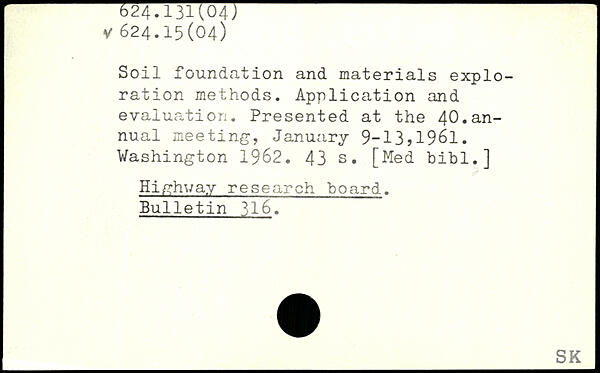 624.131(04)
v 624.15(04)
Soil foundation and materials explo-
ration methods. Application and
evaluation. Presented at the 40.an-
nual meeting, January 9-13,1961.
Washington 1962. 43 s. [Med bibl.]
Highway research board.
Bulletin 316.
SK